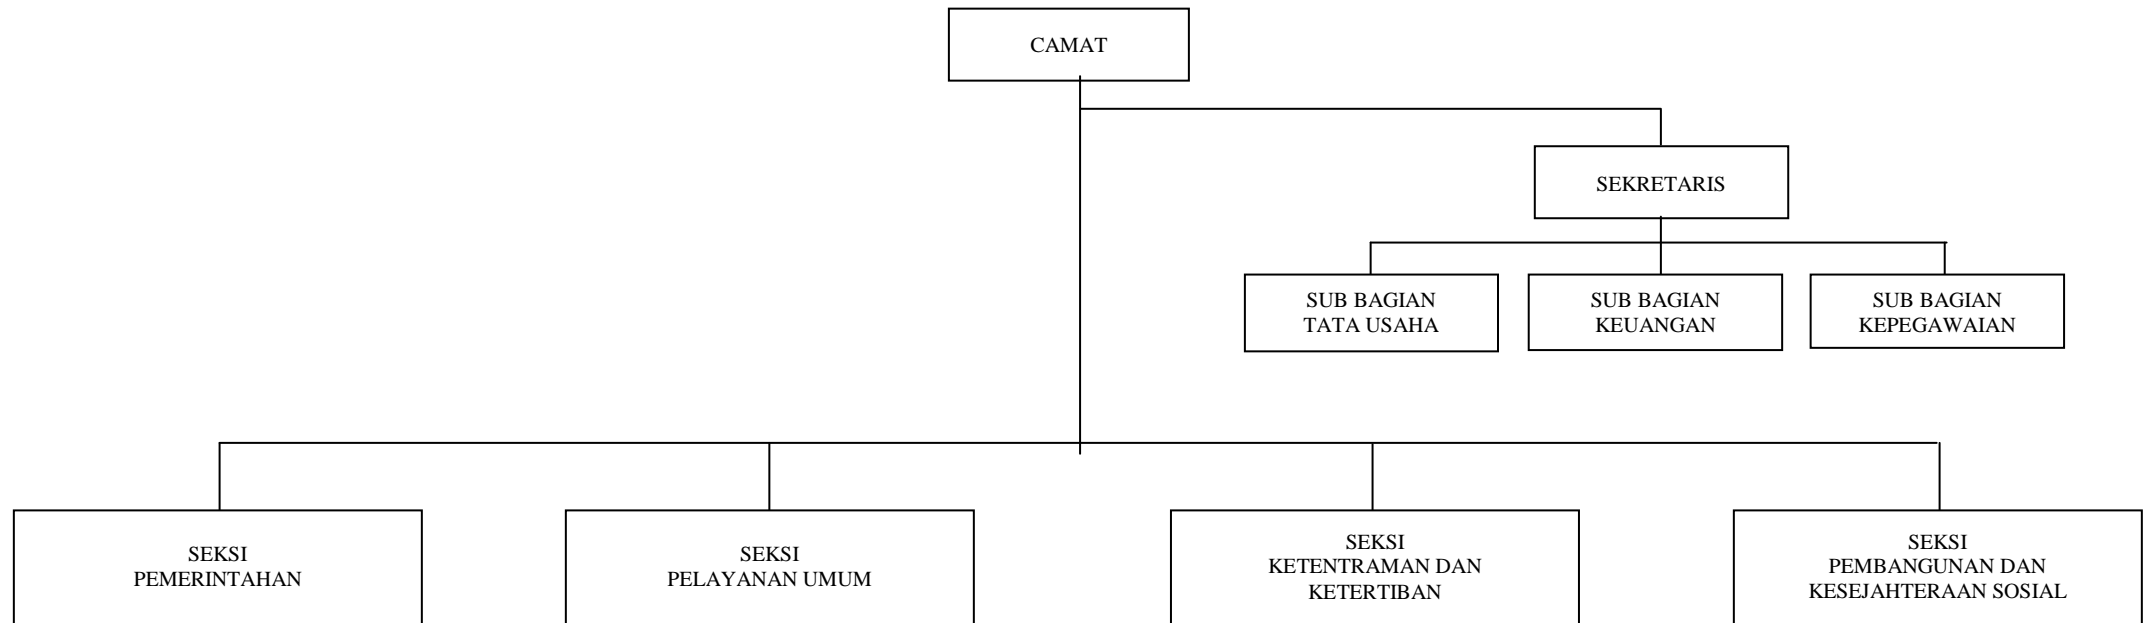 CAMAT
SEKRETARIS
SUB BAGIAN
TATA USAHA
SUB BAGIAN
KEUANGAN
SUB BAGIAN
KEPEGAWAIAN
SEKSI
PEMERINTAHAN
SEKSI
PELAYANAN UMUM
SEKSI
KETENTRAMAN DAN
KETERTIBAN
SEKSI
PEMBANGUNAN DAN
KESEJAHTERAAN SOSIAL